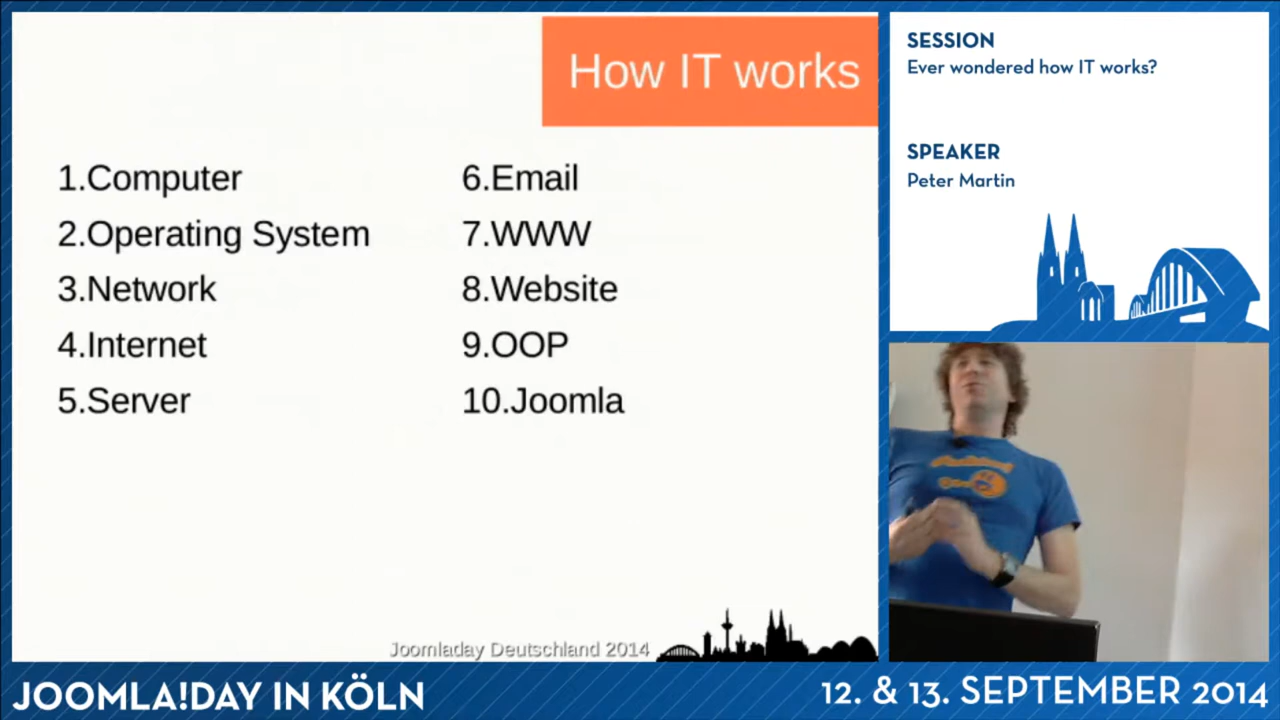 How IT works
1.Computer
2.Operating System
3.Network
4.Internet
5.Server
6.Email
7.WWW
8.Website
9.OOP
10.Joomla
Joomladay Deutschland 2014
SESSION
Ever wondered how IT works?
SPEAKER
Peter Martin
JOOMLA!DAY IN KÖLN
12. & 13. SEPTEMBER 2014